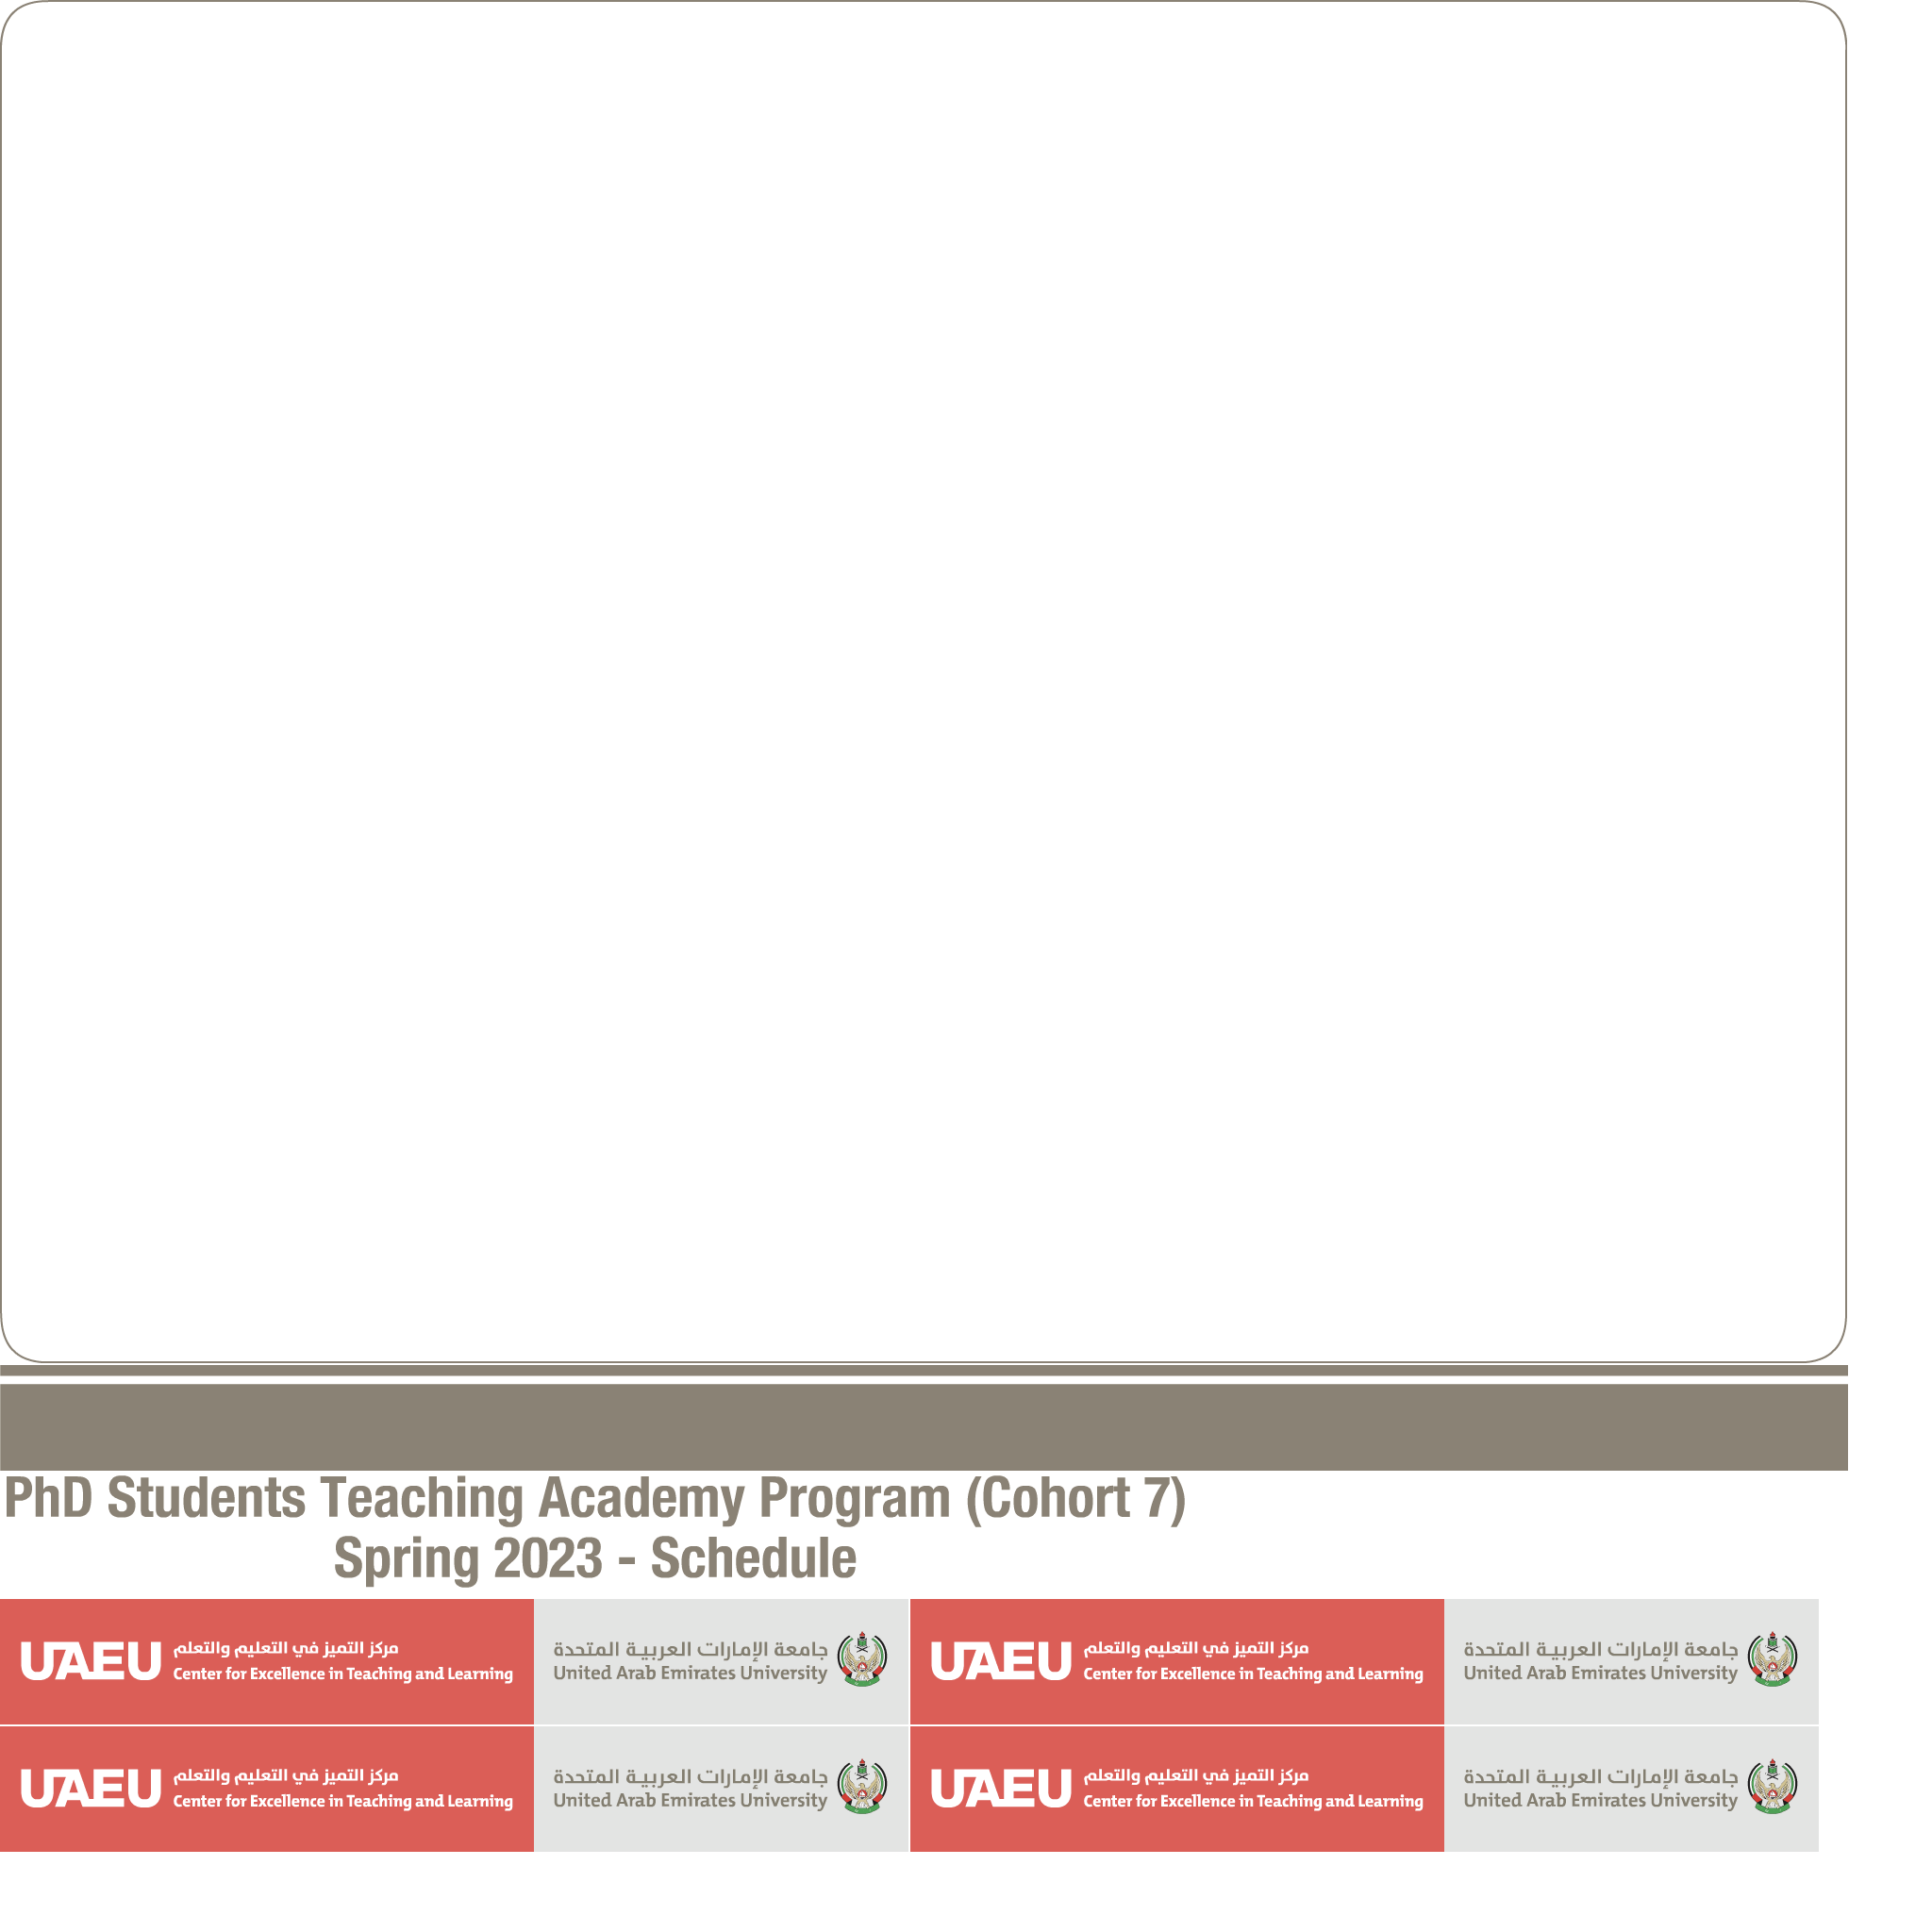 PhD Students Teaching Academy Program (Cohort 7)
Spring 2023 - Schedule
UAEU
مركز التميز في التعليم والتعلم
Center for Excellence in Teaching and Learning
جامعة الإمارات العربية المتحدة
United Arab Emirates University
UAEU
مركز التميز في التعليم والتعلم
Center for Excellence in Teaching and Learning
جامعة الإمارات العربية المتحدة
United Arab Emirates University
UAEU
مركز التميز في التعليم والتعلم
Center for Excellence in Teaching and Learning
جامعة الإمارات العربية المتحدة
United Arab Emirates University
UAEU
مركز التميز في التعليم والتعلم
Center for Excellence in Teaching and Learning
جامعة الإمارات العربية المتحدة
United Arab Emirates University